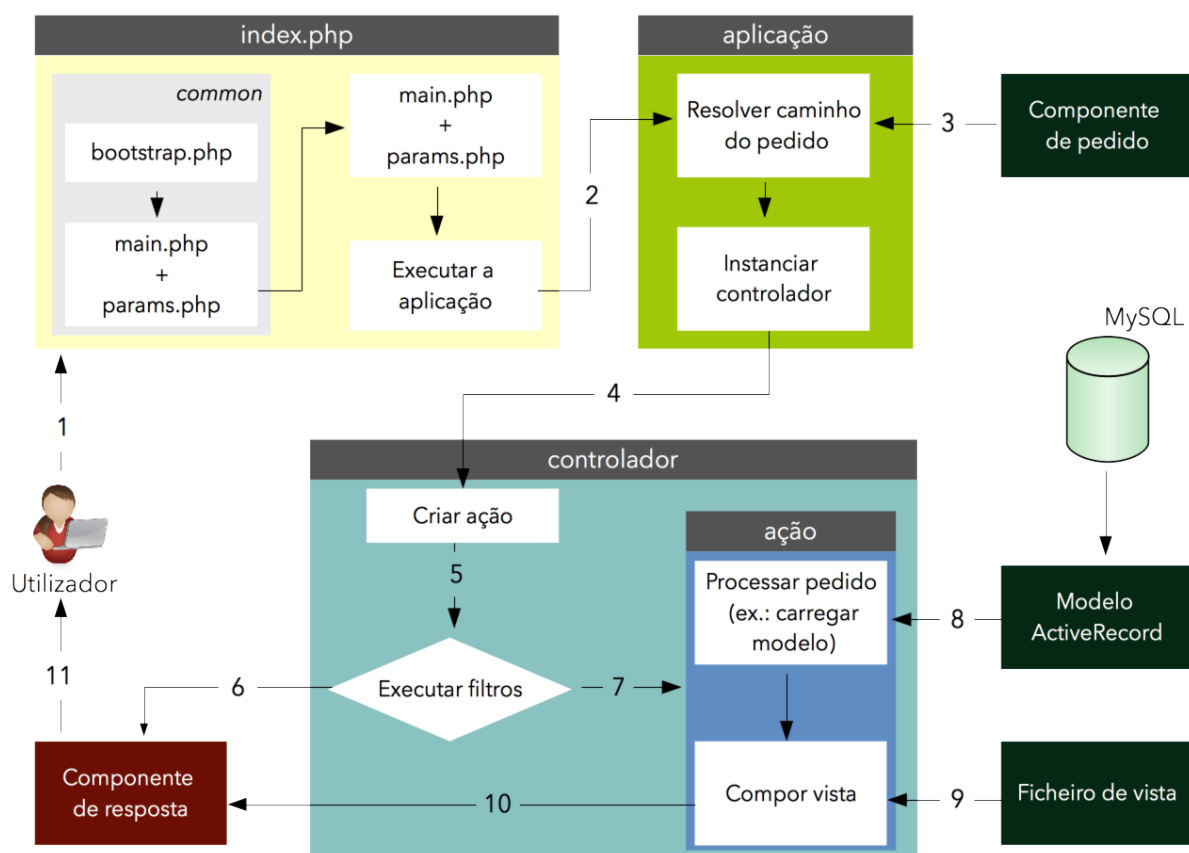 index.php
common
bootstrap.php
main.php
+
params.php
main.php
+
params.php
Executar a
aplicação
2
aplicação
Resolver caminho
do pedido
Instanciar
controlador
3
Componente
de pedido
MySQL
1
Utilizador
4
controlador
Criar ação
5
Executar filtros
6
7
ação
Processar pedido
(ex.: carregar
modelo)
Compor vista
8
Modelo
ActiveRecord
9
Ficheiro de vista
10
11
Componente
de resposta